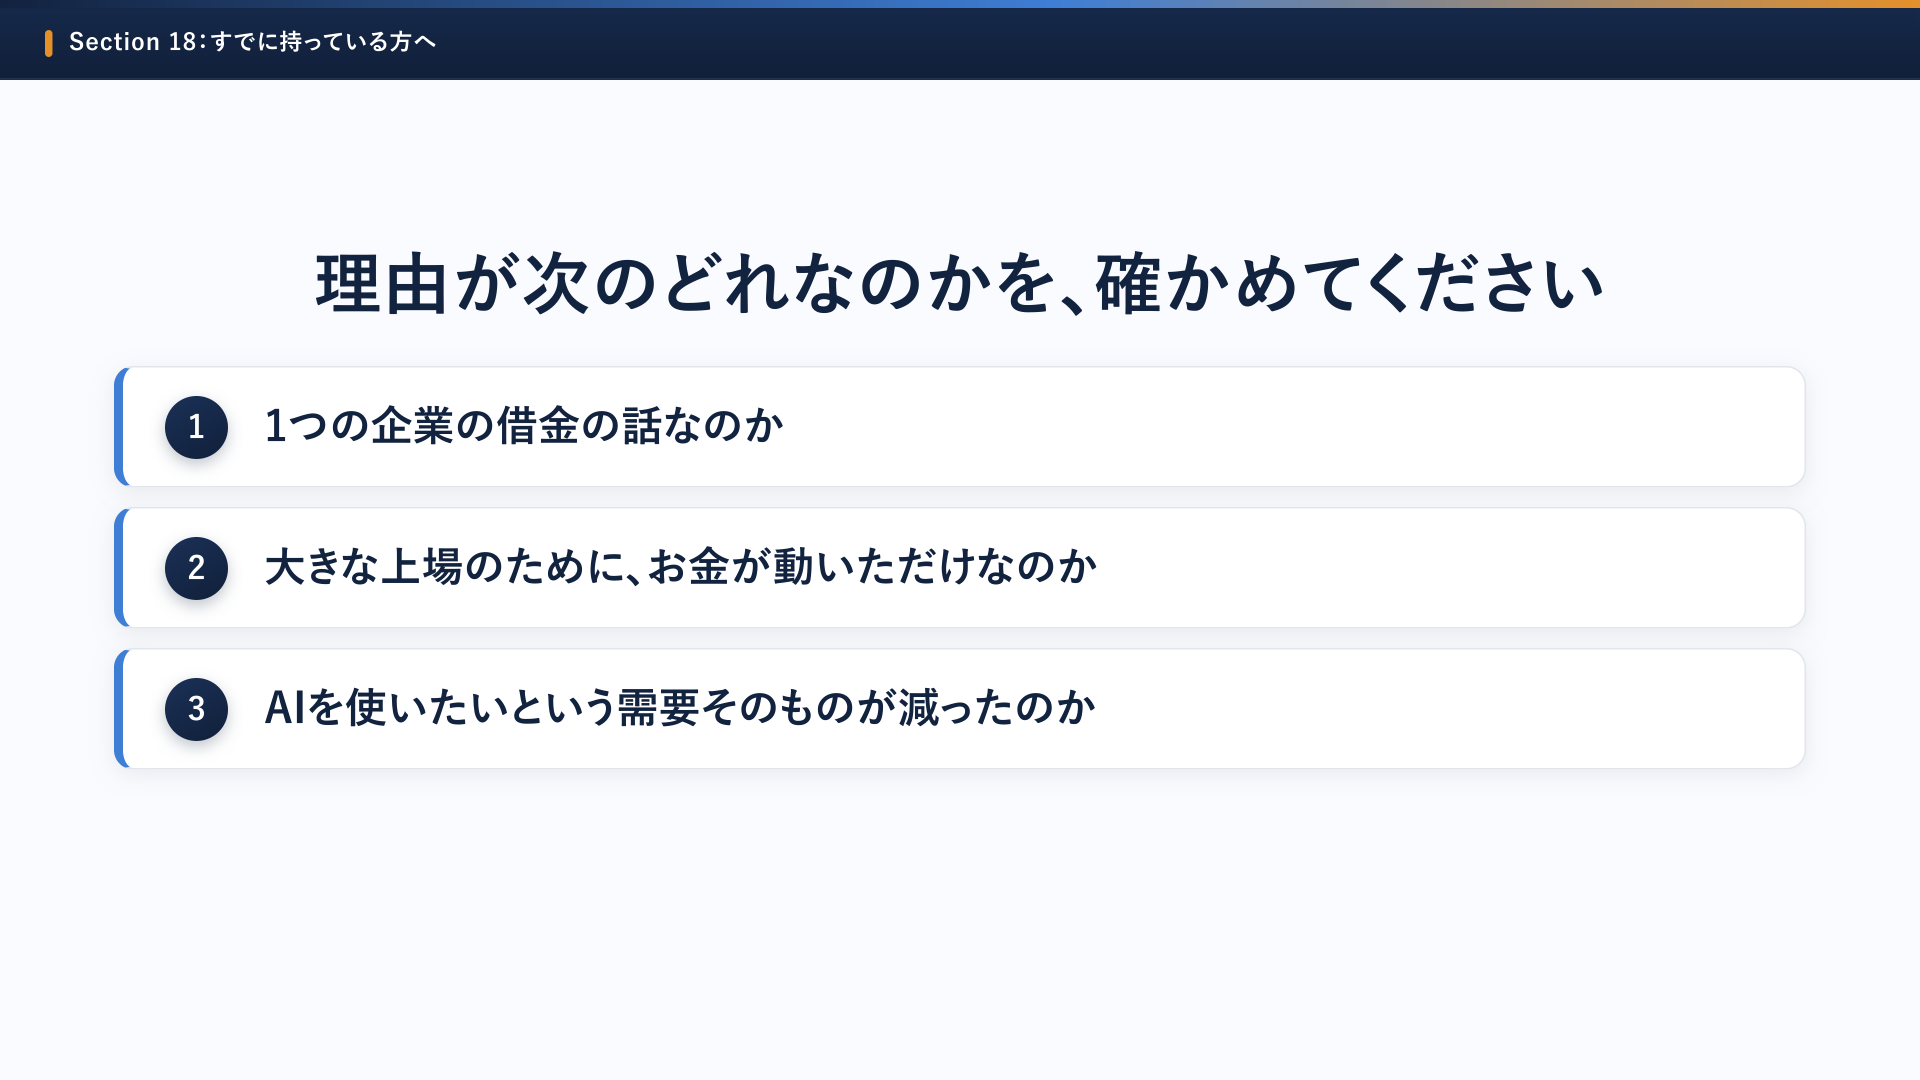 Section 18：すでに持っている方へ
理由が次のどれなのかを、確かめてください
1 1つの企業の借金の話なのか
2 大きな上場のために、お金が動いただけなのか
3 AIを使いたいという需要そのものが減ったのか